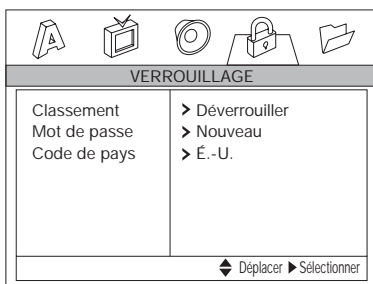 A
VERROUILLAGE
Classement > Déverrouiller
Mot de passe > Nouveau
Code de pays > É.-U.
Déplacer Sélectionner